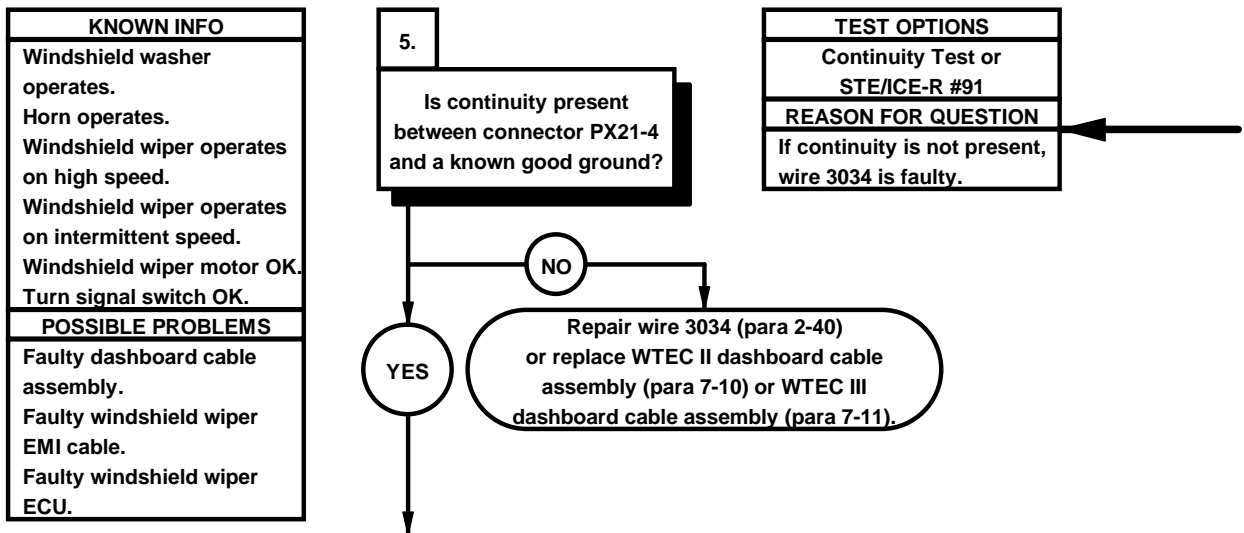 KNOWN INFO
Windshield washer
operates.
Horn operates.
Windshield wiper operates
on high speed.
Windshield wiper operates
on intermittent speed.
Windshield wiper motor OK.
Turn signal switch OK.
POSSIBLE PROBLEMS
Faulty dashboard cable
assembly.
Faulty windshield wiper
EMI cable.
Faulty windshield wiper
ECU.
5.
Is continuity present
between connector PX21-4
and a known good ground?
NO
YES
Repair wire 3034 (para 2-40)
or replace WTEC II dashboard cable
assembly (para 7-10) or WTEC III
dashboard cable assembly (para 7-11).
TEST OPTIONS
Continuity Test or
STE/ICE-R #91
REASON FOR QUESTION
If continuity is not present,
wire 3034 is faulty.